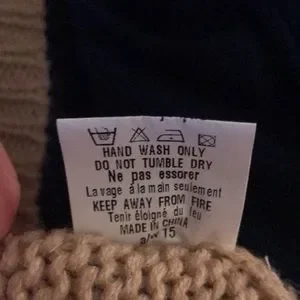 HAND WASH ONLY
DO NOT TUMBLE DRY
Ne pas essorer
La vage à la main seulement
KEEP AWAY FROM FIRE
Tenir éloigné du feu
MADE IN CHINA
a/w 15